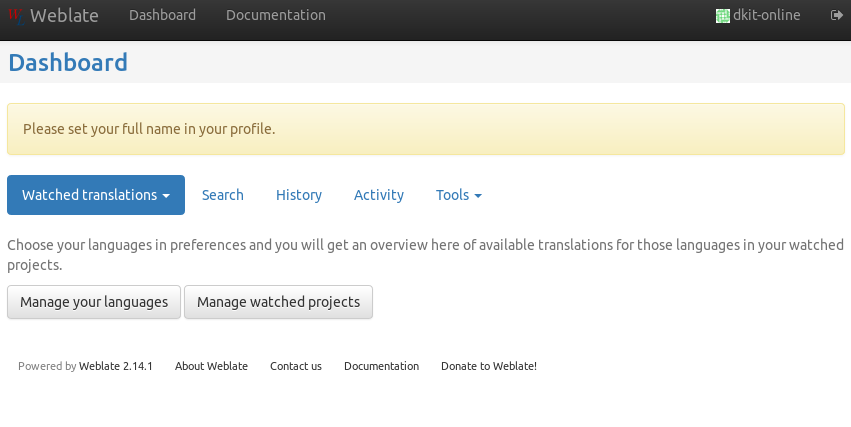 Weblate Dashboard Documentation dkit-online
Dashboard
Please set your full name in your profile.
Watched translations Search History Activity Tools
Choose your languages in preferences and you will get an overview here of available translations for those languages in your watched
projects.
Manage your languages Manage watched projects
Powered by Weblate 2.14.1 About Weblate Contact us Documentation Donate to Weblate!